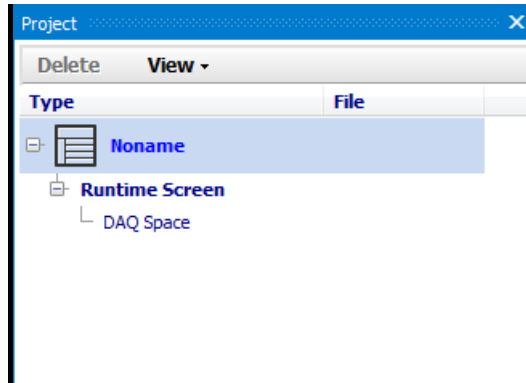 Project
Delete View
Type File
Noname
Runtime Screen
DAQ Space